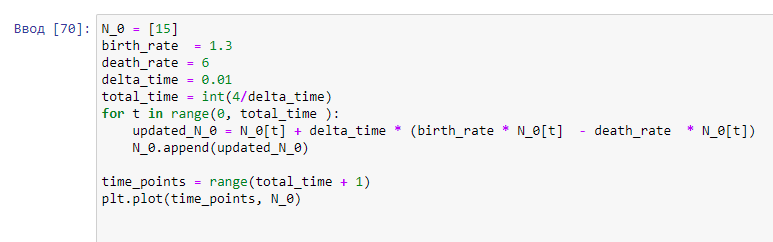 Ввод [70]: N_0 = [15]
birth_rate  = 1.3
death_rate = 6
delta_time = 0.01
total_time = int(4/delta_time)
for t in range(0, total_time ):
    updated_N_0 = N_0[t] + delta_time * (birth_rate * N_0[t]  - death_rate  * N_0[t])
    N_0.append(updated_N_0)

time_points = range(total_time + 1)
plt.plot(time_points, N_0)